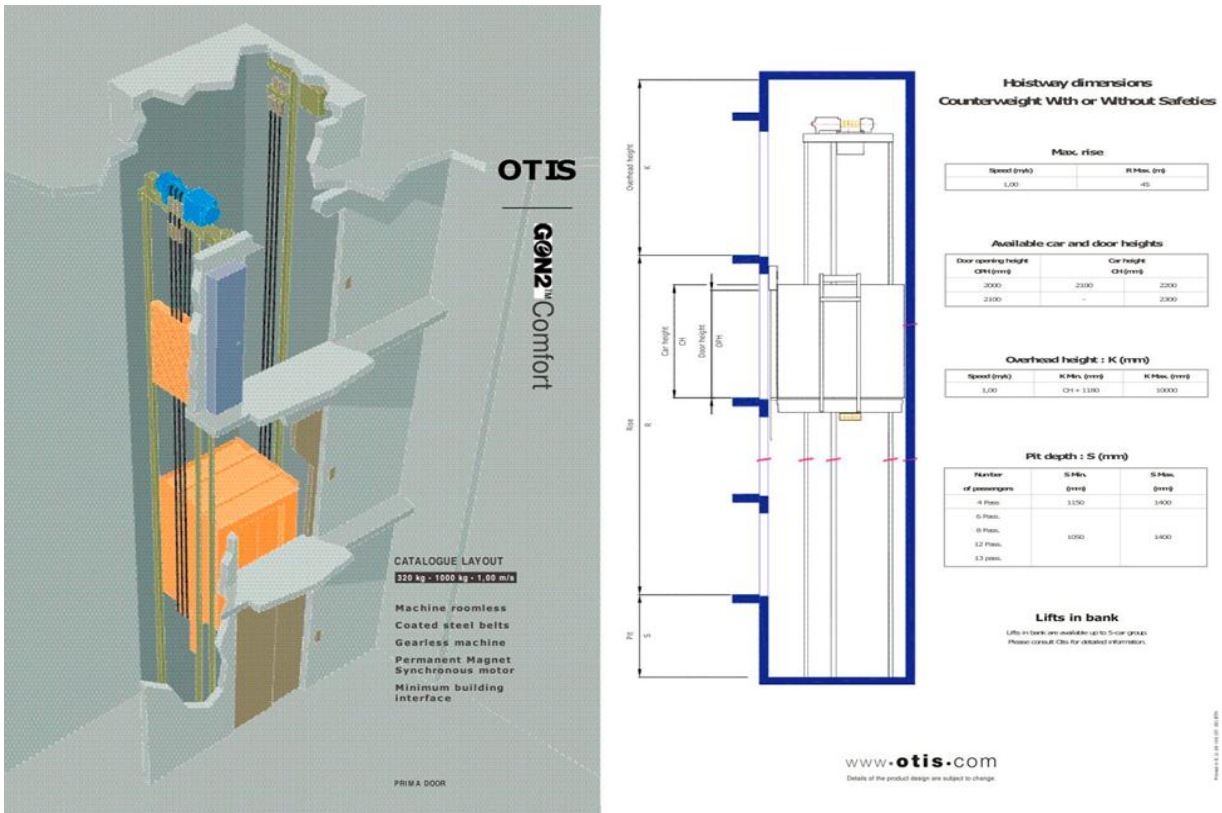 OTIS
GeN2™Comfort
CATALOGUE LAYOUT
320 kg - 1000 kg - 1,00 m/s
Machine roomless
Coated steel belts
Gearless machine
Permanent Magnet
Synchronous motor
Minimum building
interface
PRIMA DOOR
Overhead height
K
Car height
CH
Door height
OPH
Rise
R
Pit
S
Hoistway dimensions
Counterweight With or Without Safeties
Max. rise
Speed (m/s) R Max. (m)
1,00 45
Available car and door heights
Door opening height Car height
OPH (mm) CH (mm)
2000 2100 2200
2100 - 2300
Overhead height : K (mm)
Speed (m/s) K Min. (mm) K Max. (mm)
1,00 CH + 1180 10000
Pit depth : S (mm)
Number S Min. S Max.
of passengers (mm) (mm)
4 Pass. 1150 1400
6 Pass.
8 Pass.
1050 1400
12 Pass.
13 pass.
Lifts in bank
Lifts in bank are available up to 5-car group.
Please consult Otis for detailed information.
www.otis.com
Details of the product design are subject to change.